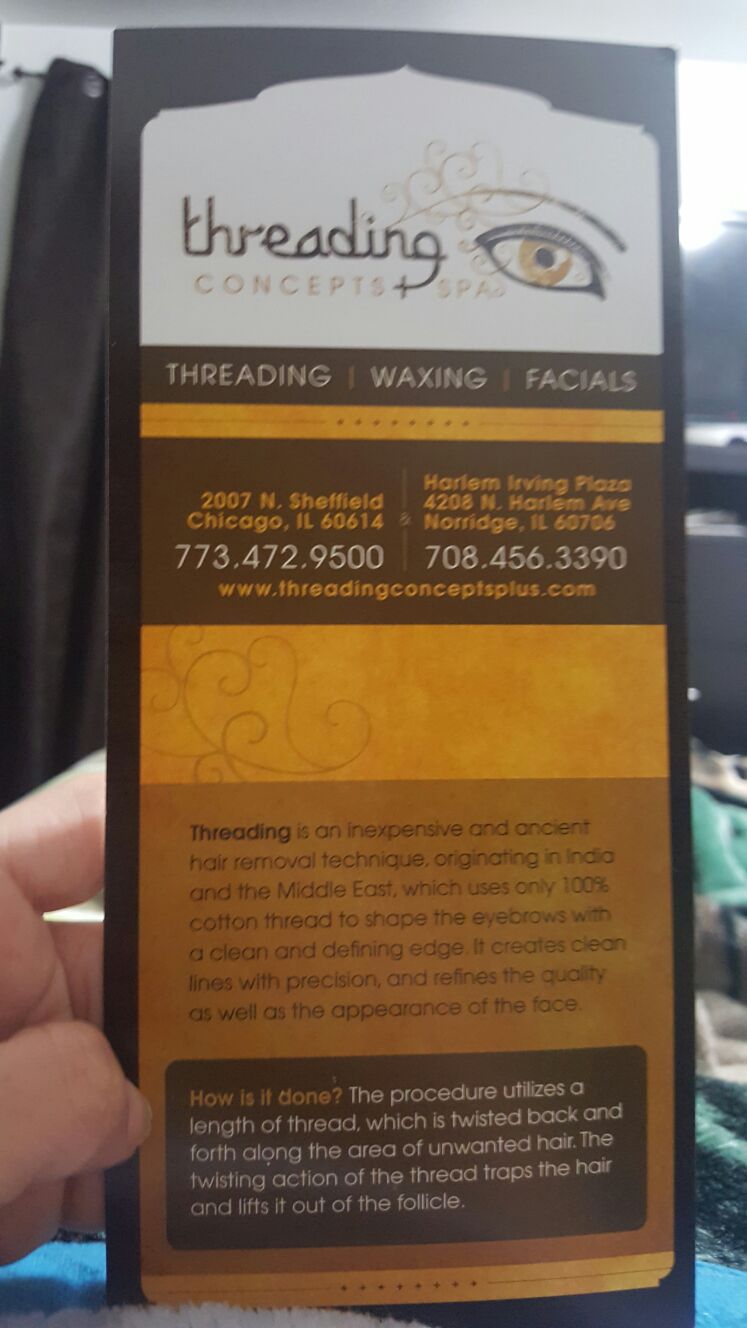 threading
CONCEPTS + SPA
THREADING | WAXING | FACIALS
2007 N. Sheffield
Chicago, IL 60614
773.472.9500
&
Harlem Irving Plaza
4208 N. Harlem Ave
Norridge, IL 60706
708.456.3390
www.threadingconceptsplus.com
Threading is an inexpensive and ancient
hair removal technique, originating in India
and the Middle East, which uses only 100%
cotton thread to shape the eyebrows with
a clean and defining edge. It creates clean
lines with precision, and refines the quality
as well as the appearance of the face.
How is it done? The procedure utilizes a
length of thread, which is twisted back and
forth along the area of unwanted hair. The
twisting action of the thread traps the hair
and lifts it out of the follicle.